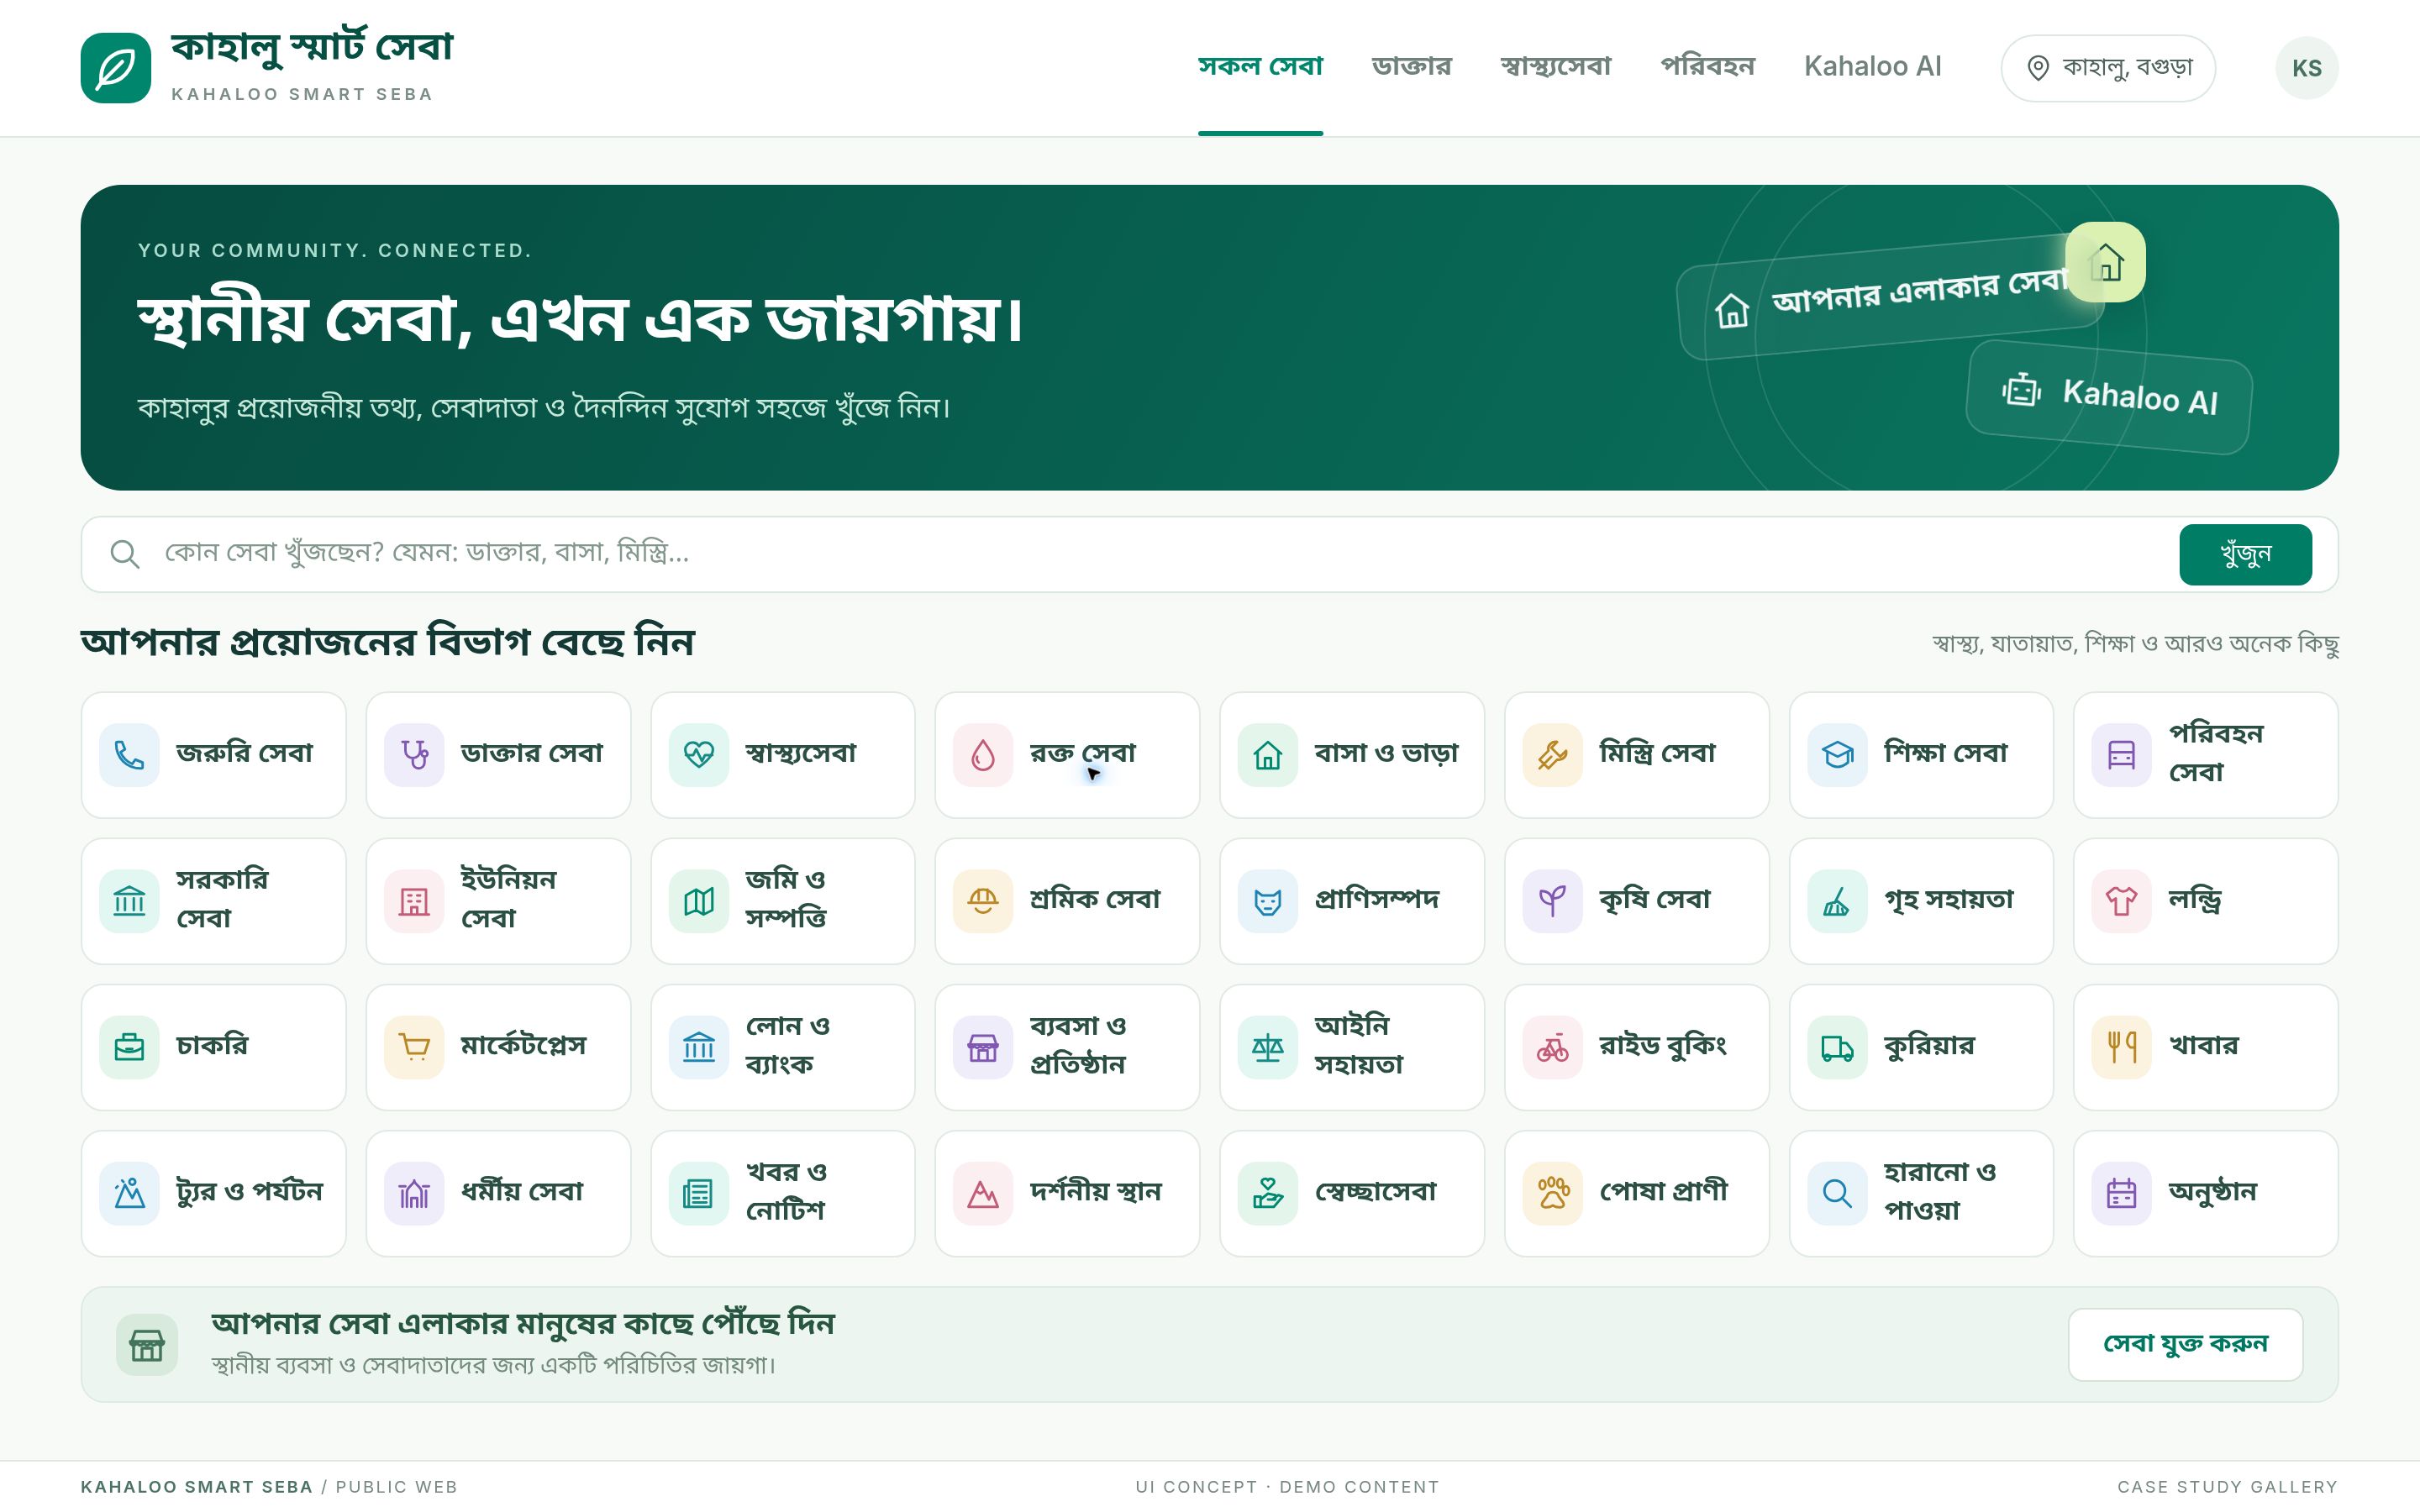 কাহালু স্মার্ট সেবা
KAHALOO SMART SEBA
সকল সেবা
ডাক্তার
স্বাস্থ্যসেবা
পরিবহন
Kahaloo AI
কাহালু, বগুড়া
KS
YOUR COMMUNITY. CONNECTED.
স্থানীয় সেবা, এখন এক জায়গায়।
কাহালুর প্রয়োজনীয় তথ্য, সেবাদাতা ও দৈনন্দিন সুযোগ সহজে খুঁজে নিন।
আপনার এলাকার সেবা
Kahaloo AI
কোন সেবা খুঁজছেন? যেমন: ডাক্তার, বাসা, মিস্ত্রি...
খুঁজুন
আপনার প্রয়োজনের বিভাগ বেছে নিন
স্বাস্থ্য, যাতায়াত, শিক্ষা ও আরও অনেক কিছু
জরুরি সেবা
ডাক্তার সেবা
স্বাস্থ্যসেবা
রক্ত সেবা
বাসা ও ভাড়া
মিস্ত্রি সেবা
শিক্ষা সেবা
পরিবহন
সেবা
সরকারি
সেবা
ইউনিয়ন
সেবা
জমি ও
সম্পত্তি
শ্রমিক সেবা
প্রাণিসম্পদ
কৃষি সেবা
গৃহ সহায়তা
লন্ড্রি
চাকরি
মার্কেটপ্লেস
লোন ও
ব্যাংক
ব্যবসা ও
প্রতিষ্ঠান
আইনি
সহায়তা
রাইড বুকিং
কুরিয়ার
খাবার
ট্যুর ও পর্যটন
ধর্মীয় সেবা
খবর ও
নোটিশ
দর্শনীয় স্থান
স্বেচ্ছাসেবা
পোষা প্রাণী
হারানো ও
পাওয়া
অনুষ্ঠান
আপনার সেবা এলাকার মানুষের কাছে পৌঁছে দিন
স্থানীয় ব্যবসা ও সেবাদাতাদের জন্য একটি পরিচিতির জায়গা।
সেবা যুক্ত করুন
KAHALOO SMART SEBA / PUBLIC WEB
UI CONCEPT · DEMO CONTENT
CASE STUDY GALLERY